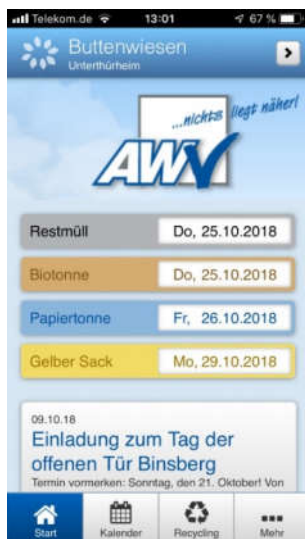 Telekom.de 13:01 67 %
Buttenwiesen
Unterthürheim
...nichts liegt näher!
AWV
Restmüll Do, 25.10.2018
Biotonne Do, 25.10.2018
Papiertonne Fr, 26.10.2018
Gelber Sack Mo, 29.10.2018
09.10.18
Einladung zum Tag der
offenen Tür Binsberg
Termin vormerken: Sonntag, den 21. Oktober! Von
Start Kalender Recycling Mehr